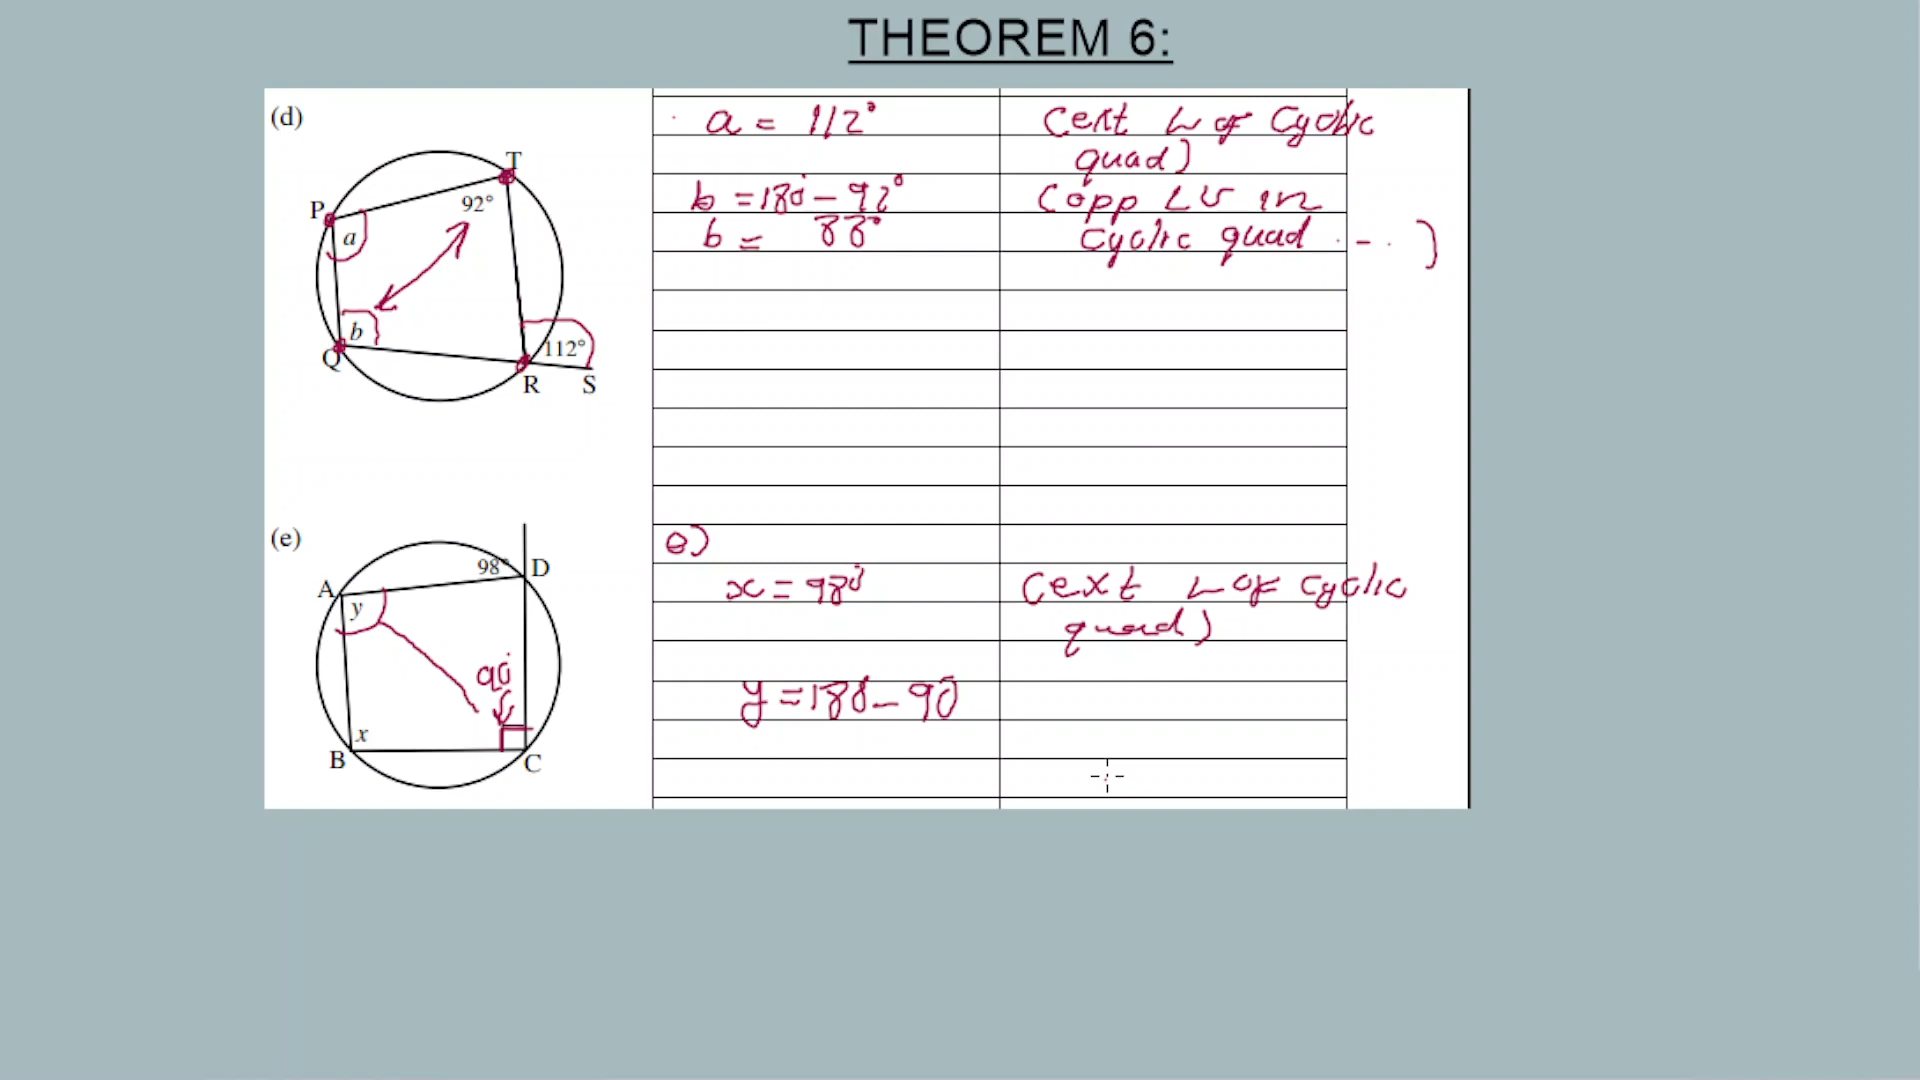 THEOREM 6:
(d)
a = 112° (ext ∠ of cyclic
quad)
T
P
92°
b = 180° - 92° (opp ∠s in
a
b = 88° cyclic quad ...)
b
112°
Q
R S
(e)
e)
98° D
A
y
x = 98° (ext ∠ of cyclic
quad)
90°
y = 180 - 90
x
B
C